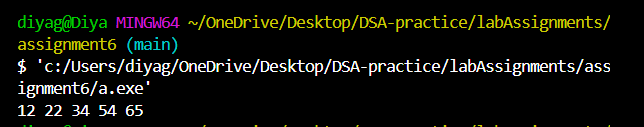 diyag@Diya MINGW64 ~/OneDrive/Desktop/DSA-practice/labAssignments/
assignment6 (main)
$ 'c:/Users/diyag/OneDrive/Desktop/DSA-practice/labAssignments/ass
ignment6/a.exe'
12 22 34 54 65